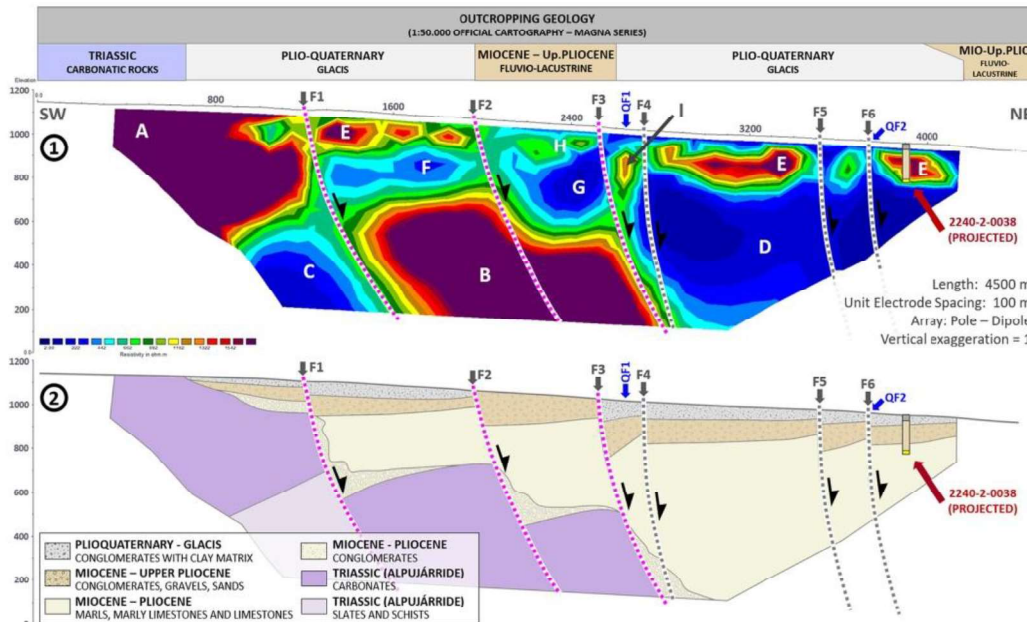 OUTCROPPING GEOLOGY
(1:50.000 OFFICIAL CARTOGRAPHY – MAGNA SERIES)
TRIASSIC
CARBONATIC ROCKS
PLIO-QUATERNARY
GLACIS
MIOCENE – Up.PLIOCENE
FLUVIO-LACUSTRINE
PLIO-QUATERNARY
GLACIS
MIO-Up.PLIO
FLUVIO-
LACUSTRINE
Elevation
1200
1000
800
600
400
200
0.0
0.0
800
1600
2400
3200
4000
SW
NE
F1
F2
F3
QF1
F4
I
F5
F6
QF2
1
A
E
F
H
G
E
E
C
B
D
2240-2-0038
(PROJECTED)
Length: 4500 m
Unit Electrode Spacing: 100 m
Array: Pole – Dipole
Vertical exaggeration = 1
Resistivity in ohm.m
1200
1000
800
600
400
200
2
F1
F2
F3
QF1
F4
F5
F6
QF2
2240-2-0038
(PROJECTED)
PLIOQUATERNARY - GLACIS
CONGLOMERATES WITH CLAY MATRIX
MIOCENE – UPPER PLIOCENE
CONGLOMERATES, GRAVELS, SANDS
MIOCENE – PLIOCENE
MARLS, MARLY LIMESTONES AND LIMESTONES
MIOCENE - PLIOCENE
CONGLOMERATES
TRIASSIC (ALPUJÁRRIDE)
CARBONATES
TRIASSIC (ALPUJÁRRIDE)
SLATES AND SCHISTS